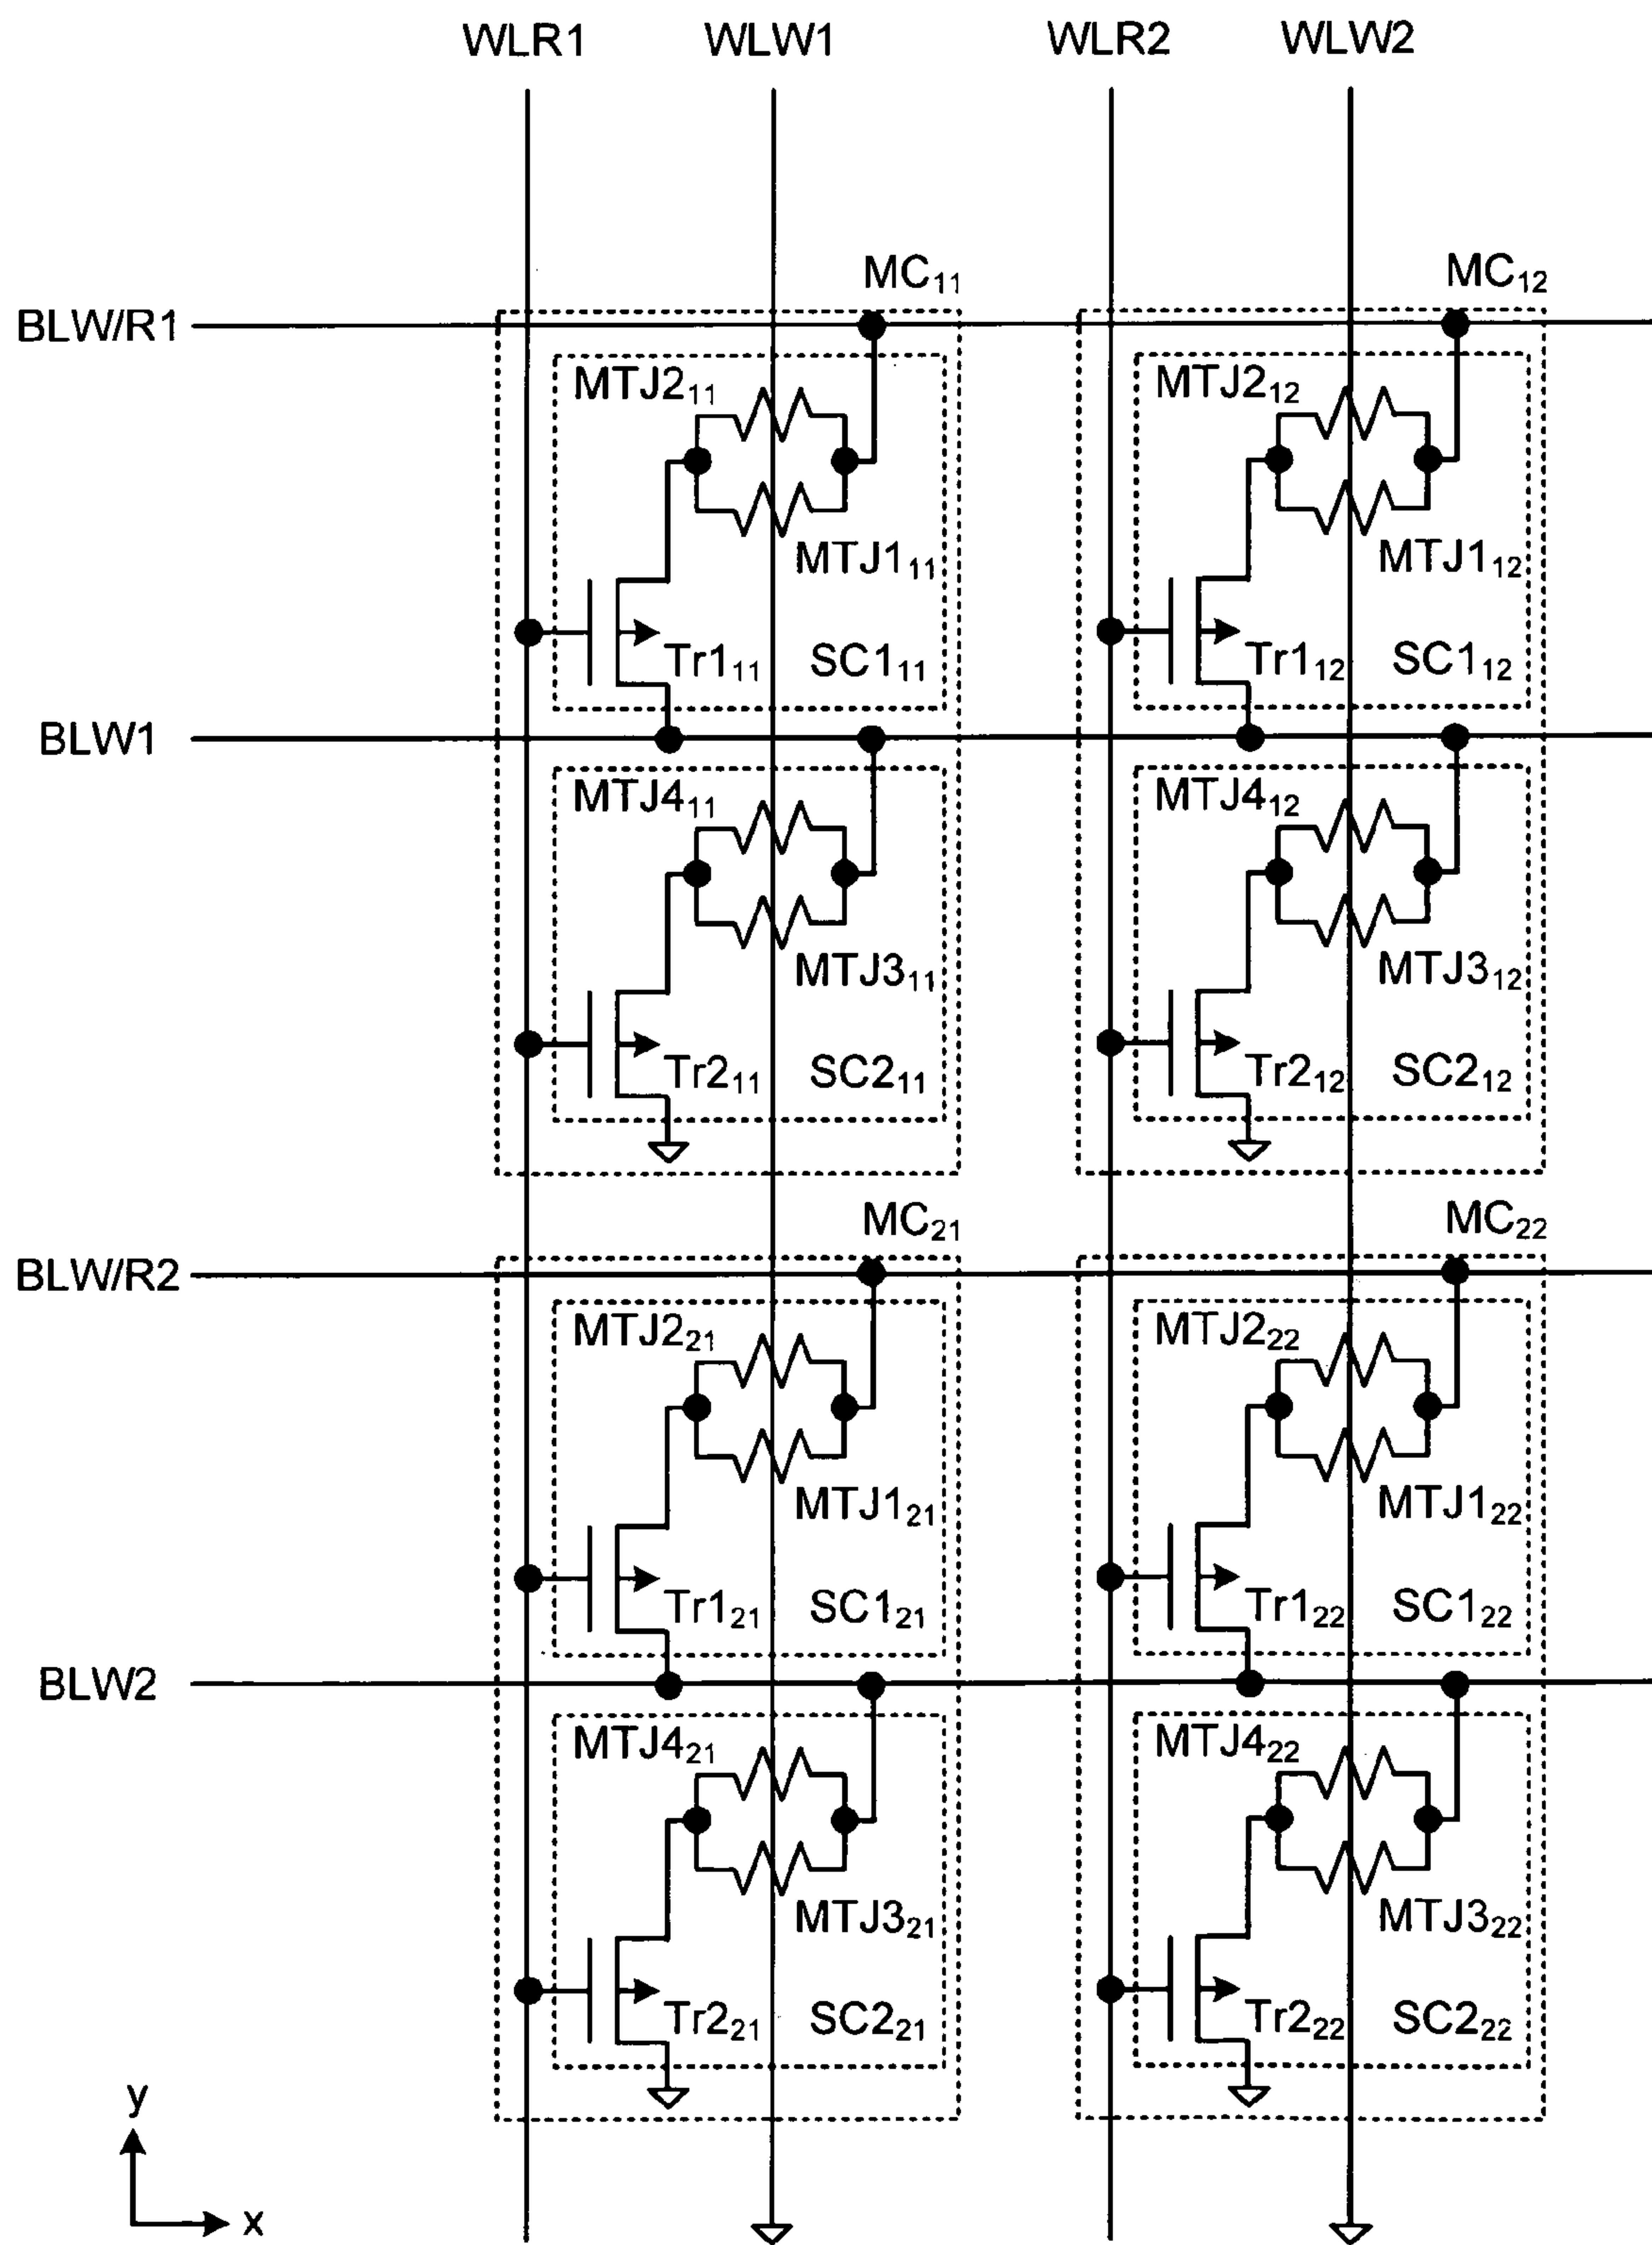 WLR1 WLW1 WLR2 WLW2
MC₁₁ MC₁₂
BLW/R1
MTJ2₁₁ MTJ2₁₂
MTJ1₁₁ MTJ1₁₂
Tr1₁₁ SC1₁₁ Tr1₁₂ SC1₁₂
BLW1
MTJ4₁₁ MTJ4₁₂
MTJ3₁₁ MTJ3₁₂
Tr2₁₁ SC2₁₁ Tr2₁₂ SC2₁₂
MC₂₁ MC₂₂
BLW/R2
MTJ2₂₁ MTJ2₂₂
MTJ1₂₁ MTJ1₂₂
Tr1₂₁ SC1₂₁ Tr1₂₂ SC1₂₂
BLW2
MTJ4₂₁ MTJ4₂₂
MTJ3₂₁ MTJ3₂₂
Tr2₂₁ SC2₂₁ Tr2₂₂ SC2₂₂
y
x